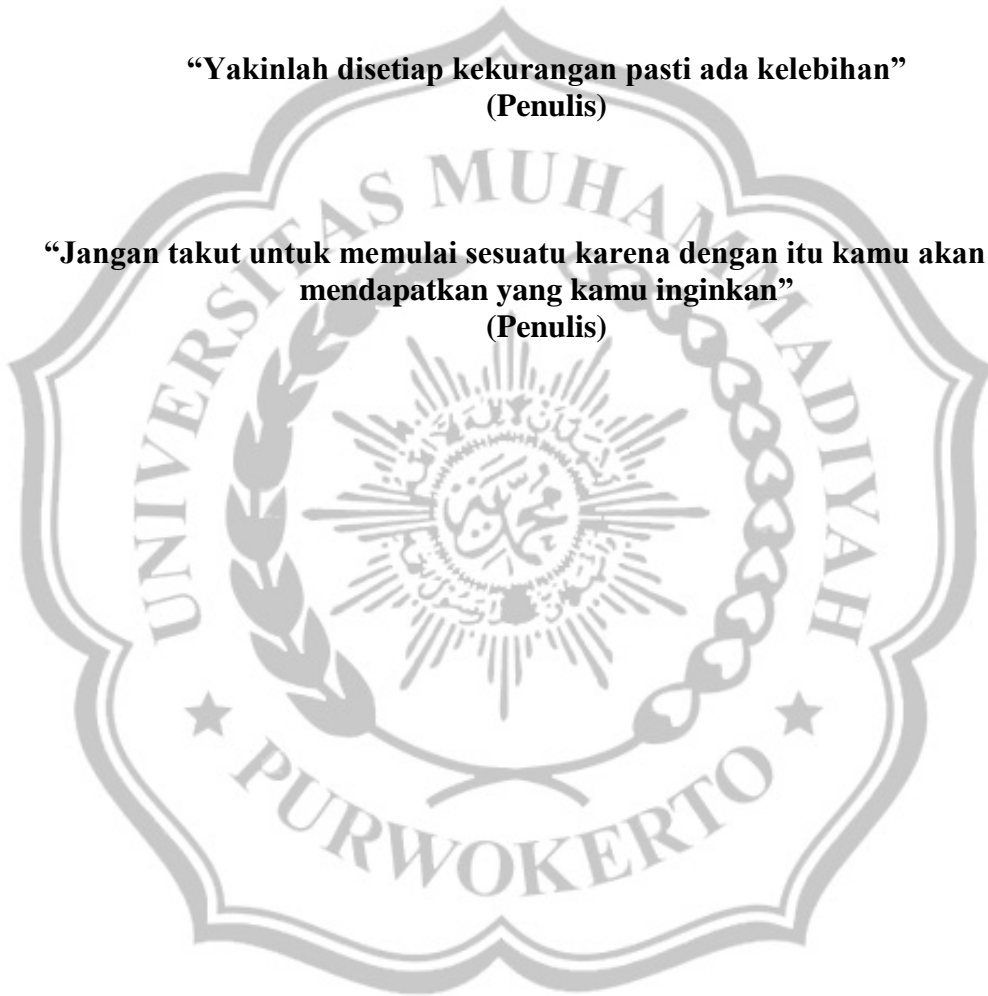 “Yakinlah disetiap kekurangan pasti ada kelebihan”
(Penulis)
“Jangan takut untuk memulai sesuatu karena dengan itu kamu akan
mendapatkan yang kamu inginkan”
(Penulis)
UNIVERSITAS MUHAMMADIYAH
PURWOKERTO